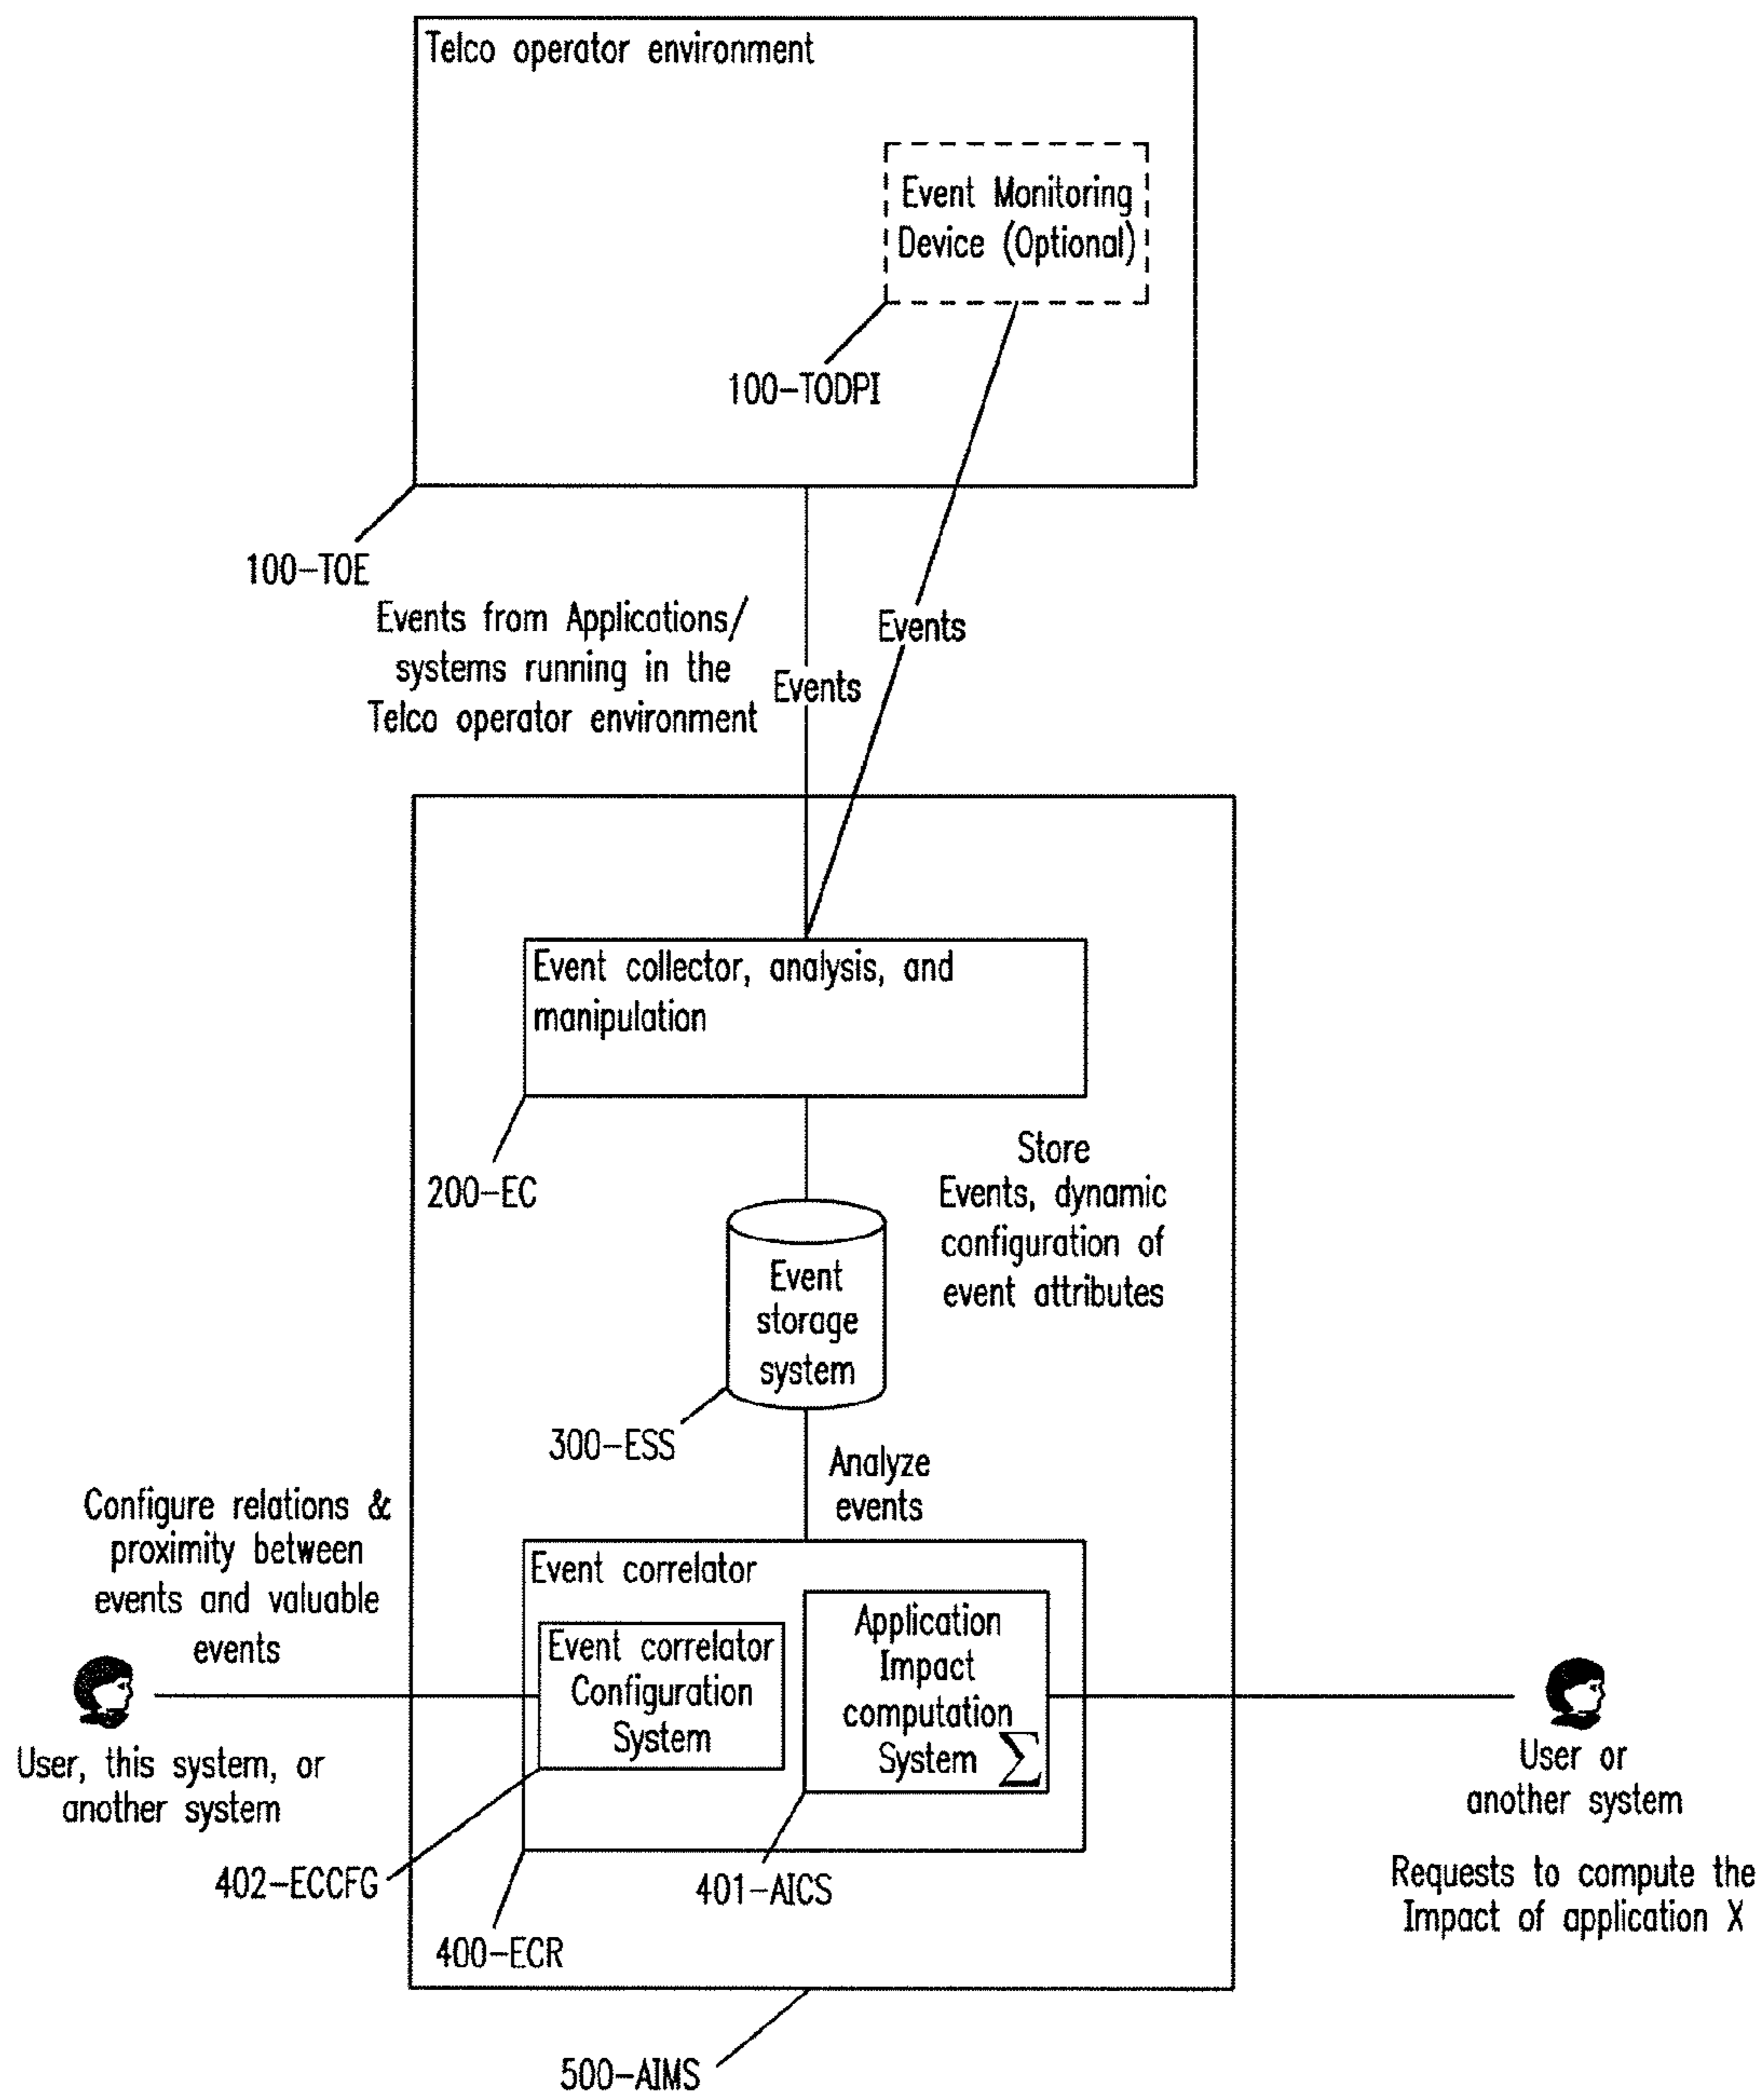 Telco operator environment
Event Monitoring
Device (Optional)
100-TODPI
100-TOE
Events from Applications/
systems running in the
Telco operator environment
Events
Events
Event collector, analysis, and
manipulation
200-EC
Store
Events, dynamic
configuration of
event attributes
Event
storage
system
300-ESS
Analyze
events
Configure relations &
proximity between
events and valuable
events
User, this system, or
another system
Event correlator
Event correlator
Configuration
System
Application
Impact
computation
System ∑
User or
another system
Requests to compute the
Impact of application X
402-ECCFG
401-AICS
400-ECR
500-AIMS